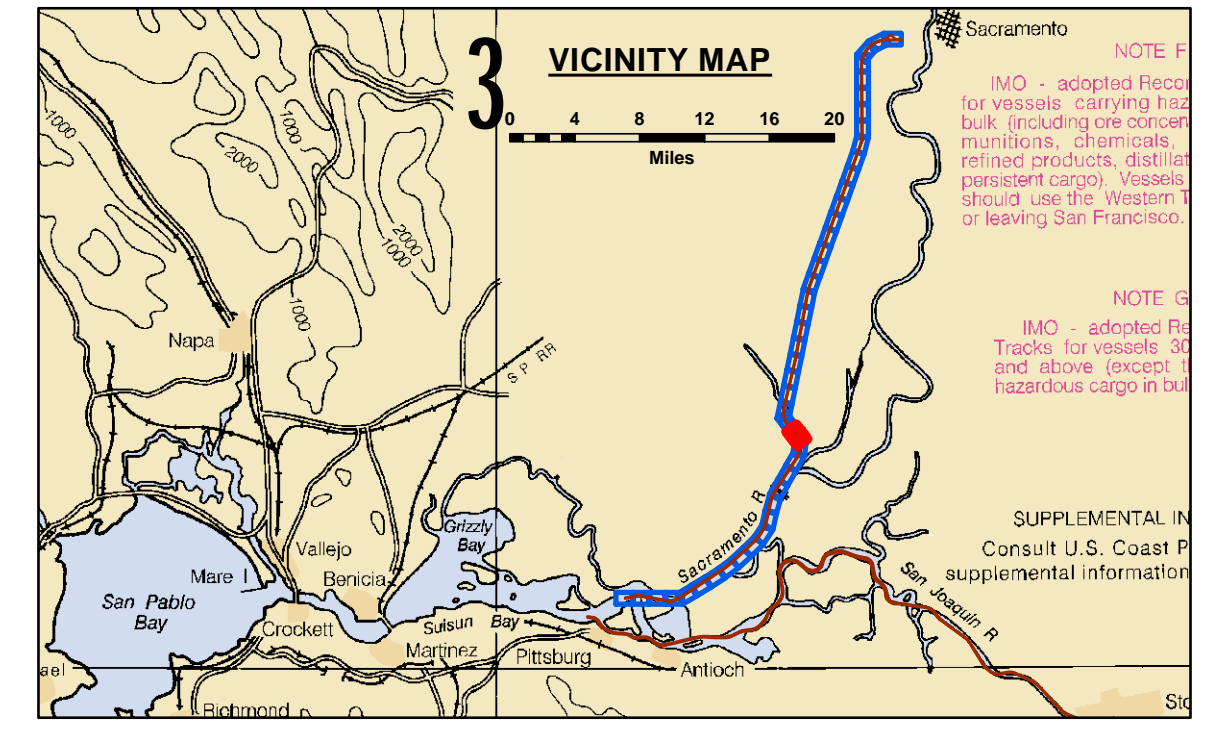 3
VICINITY MAP
0 4 8 12 16 20
Miles
Sacramento
NOTE F
IMO - adopted Recor
for vessels carrying haz
bulk (including ore concen
munitions, chemicals,
refined products, distillat
persistent cargo). Vessels
should use the Western T
or leaving San Francisco.
NOTE G
IMO - adopted Re
Tracks for vessels 30
and above (except t
hazardous cargo in bul
1000
2000
1000
2000
1000
1000
Napa
S P RR
Sacramento R
SUPPLEMENTAL IN
Consult U.S. Coast P
supplemental information
San Joaquin R
Grizzly
Bay
Vallejo
Mare I
Benicia
San Pablo
Bay
Crockett
Suisun Bay
Martinez
Pittsburg
Antioch
ael
Richmond
Sto